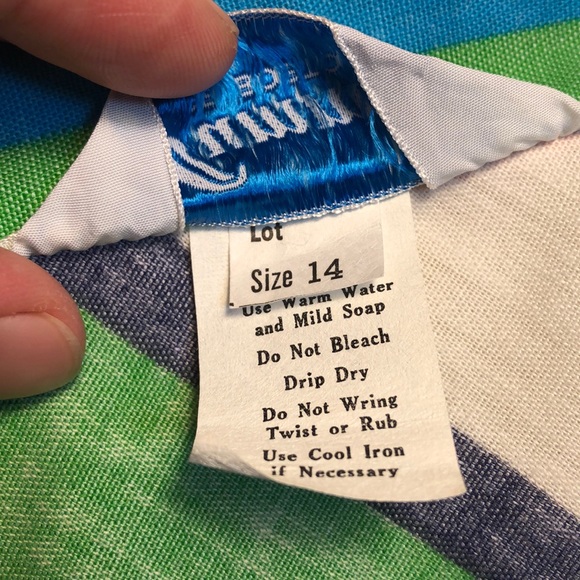 Lot
Size 14
Use Warm Water
and Mild Soap
Do Not Bleach
Drip Dry
Do Not Wring
Twist or Rub
Use Cool Iron
if Necessary